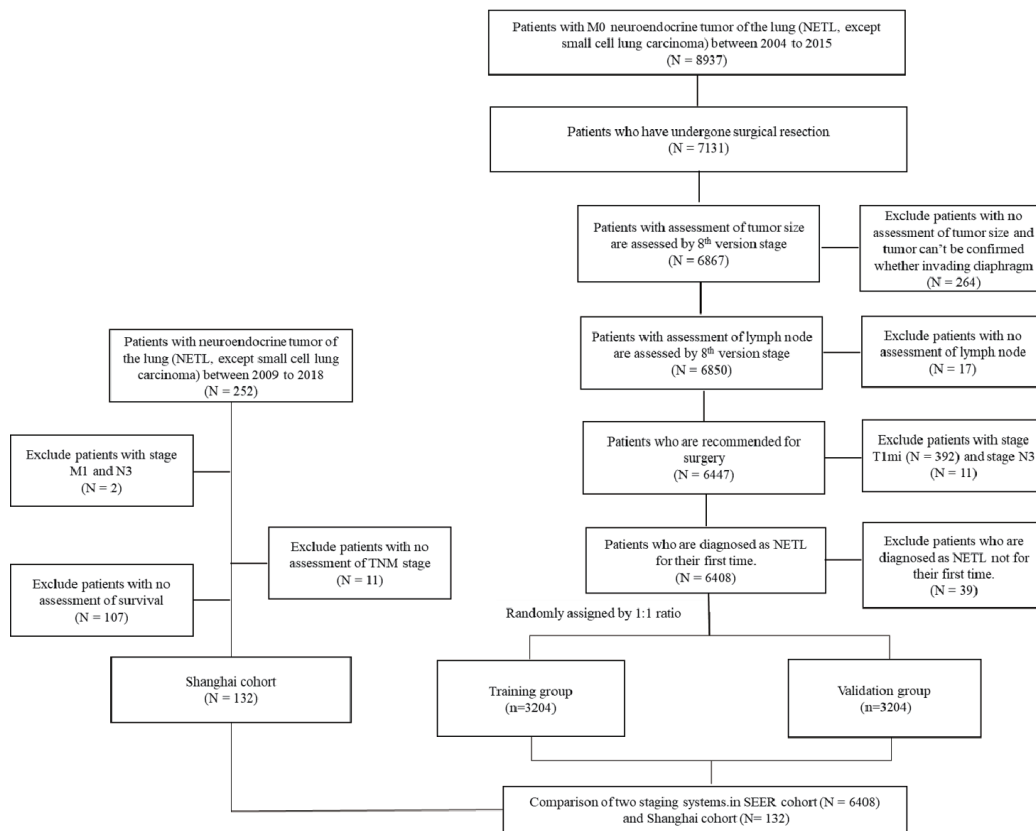 Patients with M0 neuroendocrine tumor of the lung (NETL, except
small cell lung carcinoma) between 2004 to 2015
(N = 8937)
Patients who have undergone surgical resection
(N = 7131)
Patients with assessment of tumor size
are assessed by 8th version stage
(N = 6867)
Exclude patients with no
assessment of tumor size and
tumor can't be confirmed
whether invading diaphragm
(N = 264)
Patients with assessment of lymph node
are assessed by 8th version stage
(N = 6850)
Exclude patients with no
assessment of lymph node
(N = 17)
Patients who are recommended for
surgery
(N = 6447)
Exclude patients with stage
T1mi (N = 392) and stage N3
(N = 11)
Patients who are diagnosed as NETL
for their first time.
(N = 6408)
Exclude patients who are
diagnosed as NETL not for
their first time.
(N = 39)
Randomly assigned by 1:1 ratio
Training group
(n=3204)
Validation group
(n=3204)
Patients with neuroendocrine tumor of
the lung (NETL, except small cell lung
carcinoma) between 2009 to 2018
(N = 252)
Exclude patients with stage
M1 and N3
(N = 2)
Exclude patients with no
assessment of TNM stage
(N = 11)
Exclude patients with no
assessment of survival
(N = 107)
Shanghai cohort
(N = 132)
Comparison of two staging systems.in SEER cohort (N = 6408)
and Shanghai cohort (N= 132)